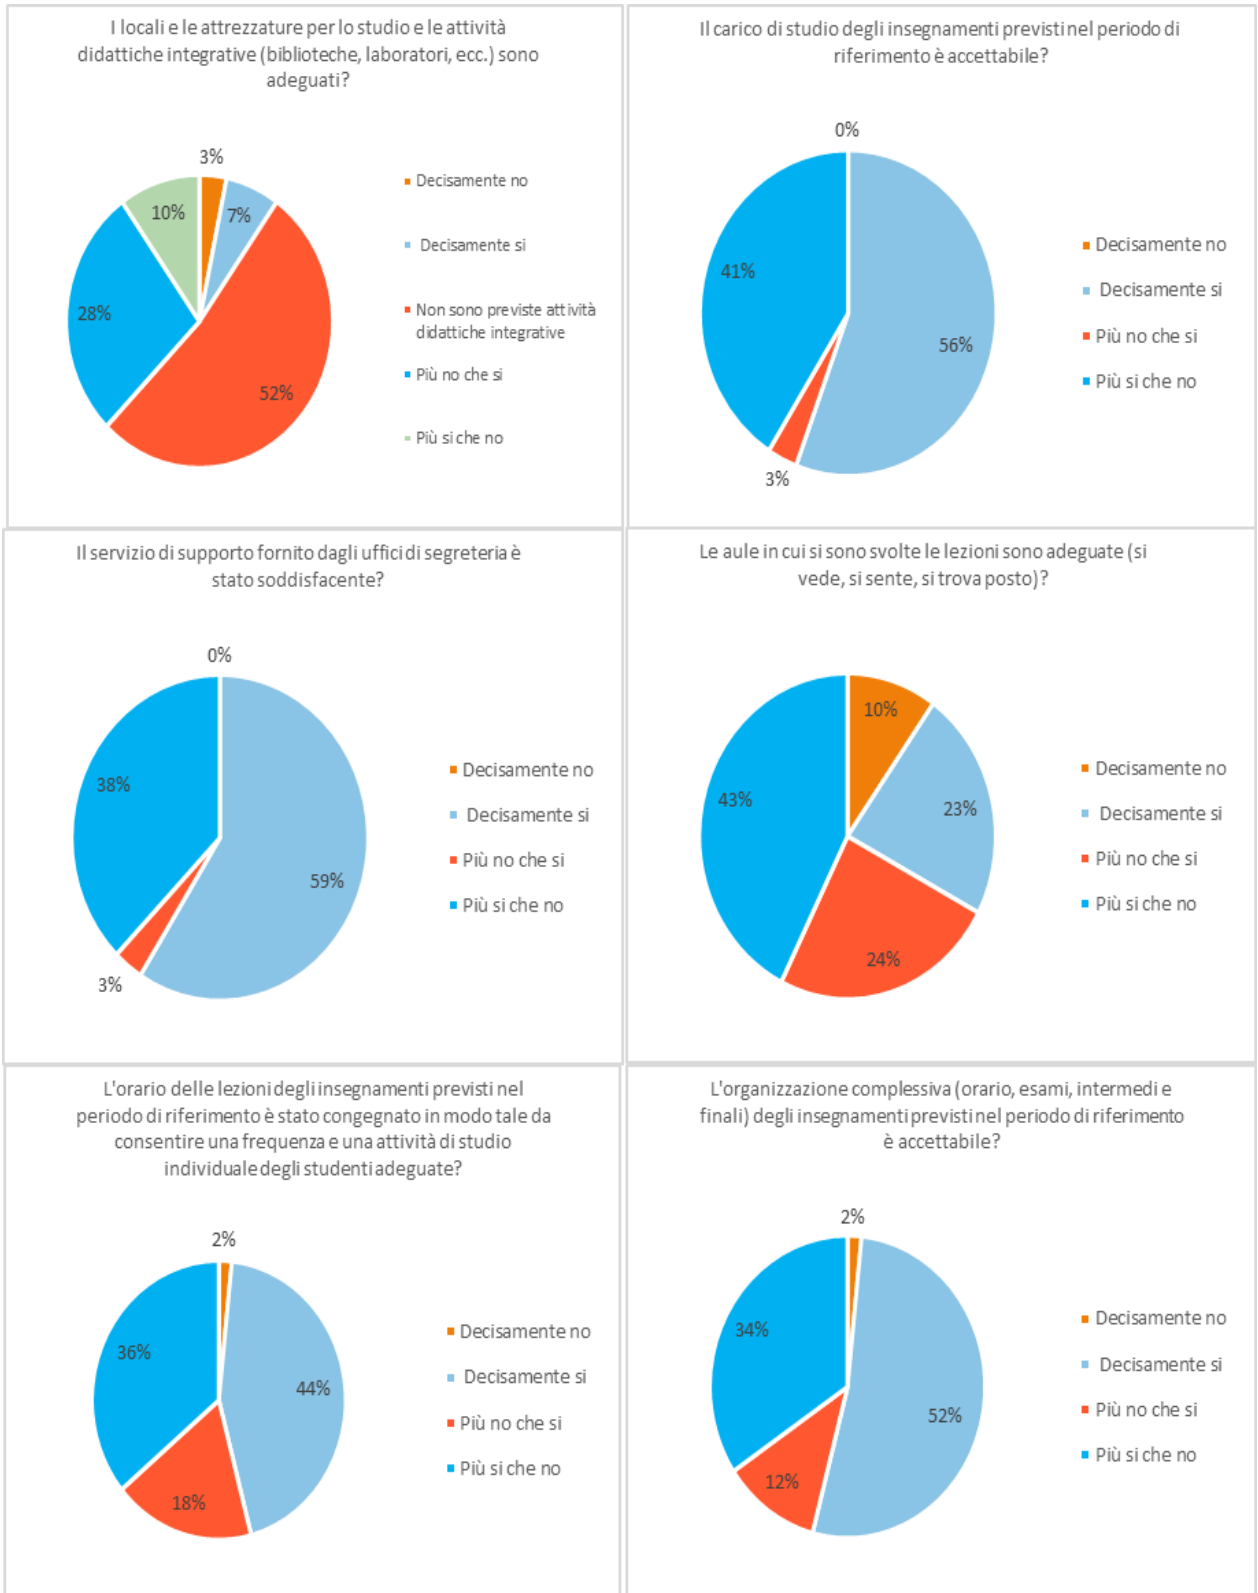 I locali e le attrezzature per lo studio e le attività
didattiche integrative (biblioteche, laboratori, ecc.) sono
adeguati?
3%
7%
10%
28%
52%
Decisamente no
Decisamente si
Non sono previste attività
didattiche integrative
Più no che si
Più si che no
Il carico di studio degli insegnamenti previsti nel periodo di
riferimento è accettabile?
0%
41%
56%
3%
Decisamente no
Decisamente si
Più no che si
Più si che no
Il servizio di supporto fornito dagli uffici di segreteria è
stato soddisfacente?
0%
38%
59%
3%
Decisamente no
Decisamente si
Più no che si
Più si che no
Le aule in cui si sono svolte le lezioni sono adeguate (si
vede, si sente, si trova posto)?
10%
43%
23%
24%
Decisamente no
Decisamente si
Più no che si
Più si che no
L'orario delle lezioni degli insegnamenti previsti nel
periodo di riferimento è stato congegnato in modo tale da
consentire una frequenza e una attività di studio
individuale degli studenti adeguate?
2%
36%
44%
18%
Decisamente no
Decisamente si
Più no che si
Più si che no
L'organizzazione complessiva (orario, esami, intermedi e
finali) degli insegnamenti previsti nel periodo di riferimento
è accettabile?
2%
34%
52%
12%
Decisamente no
Decisamente si
Più no che si
Più si che no